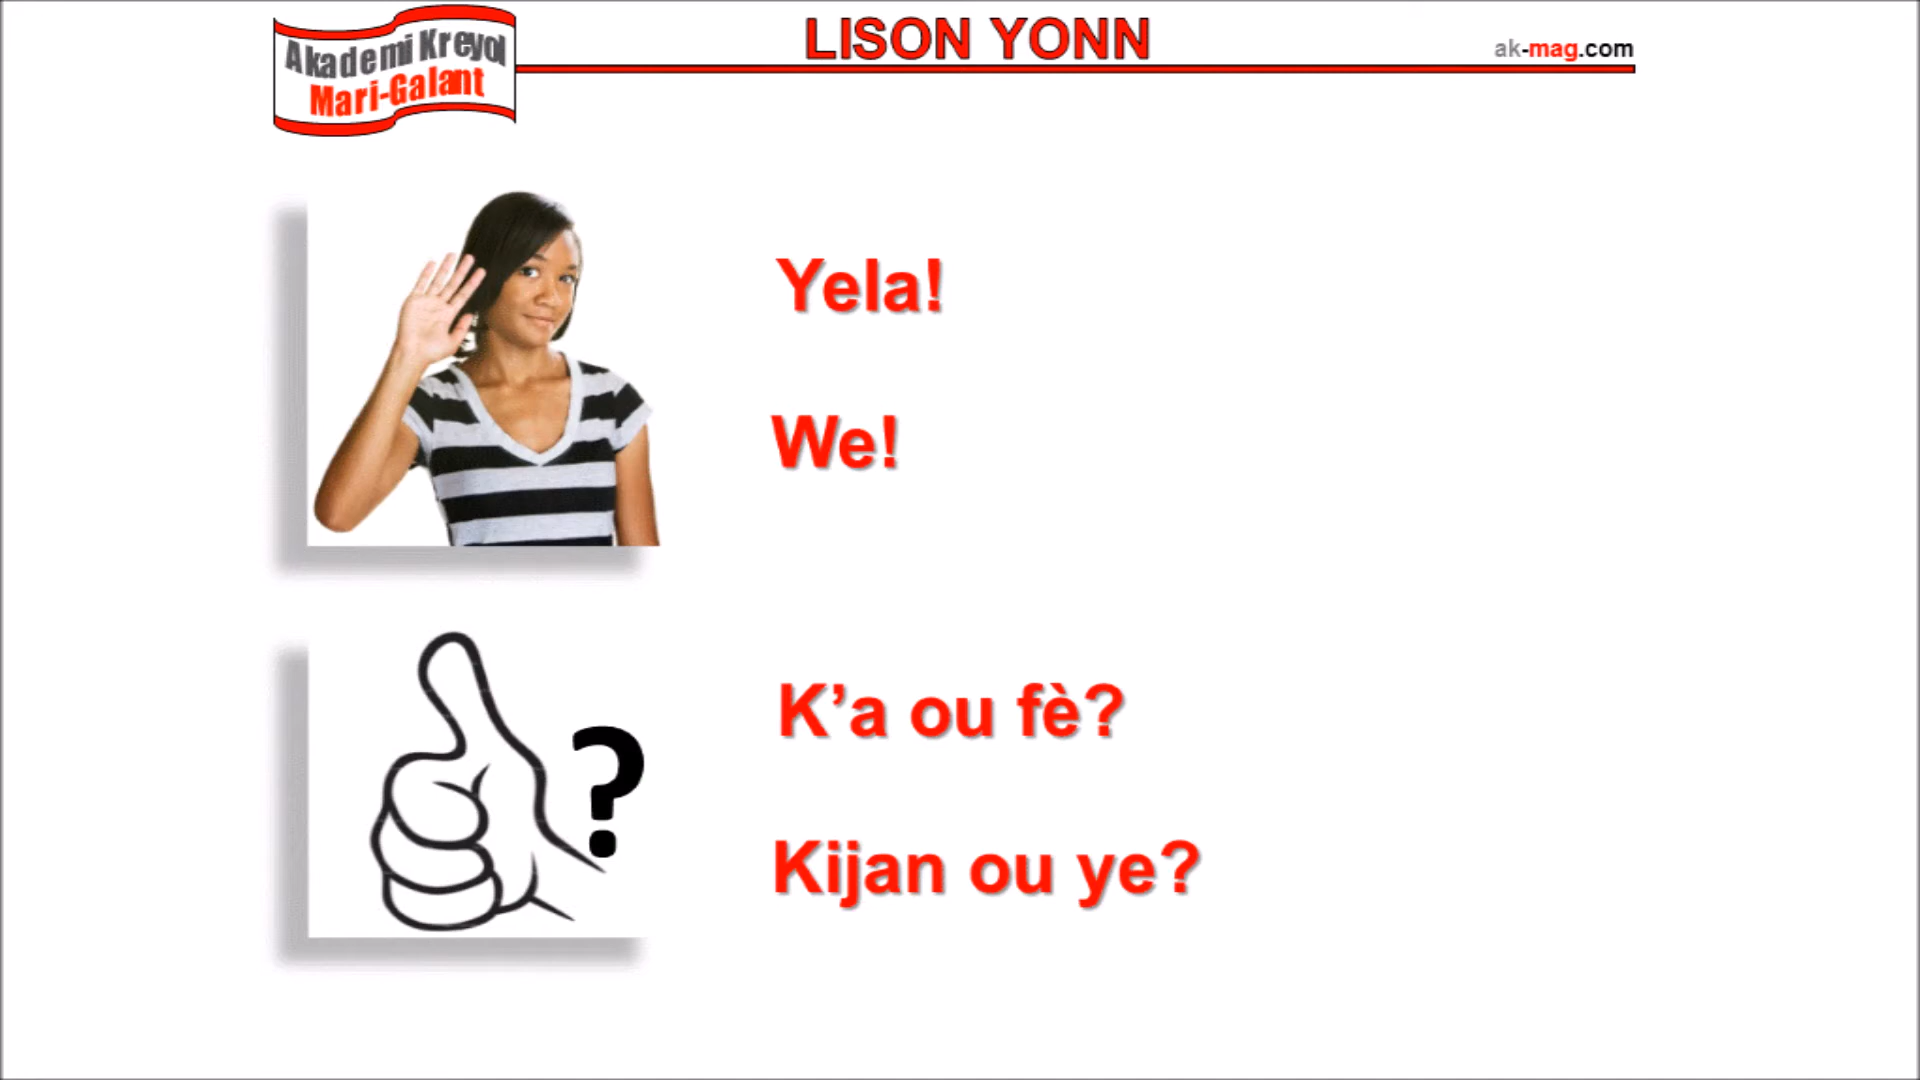 Akademi Kreyol
Mari-Galant
LISON YONN
ak-mag.com
Yela!
We!
K’a ou fè?
?
Kijan ou ye?